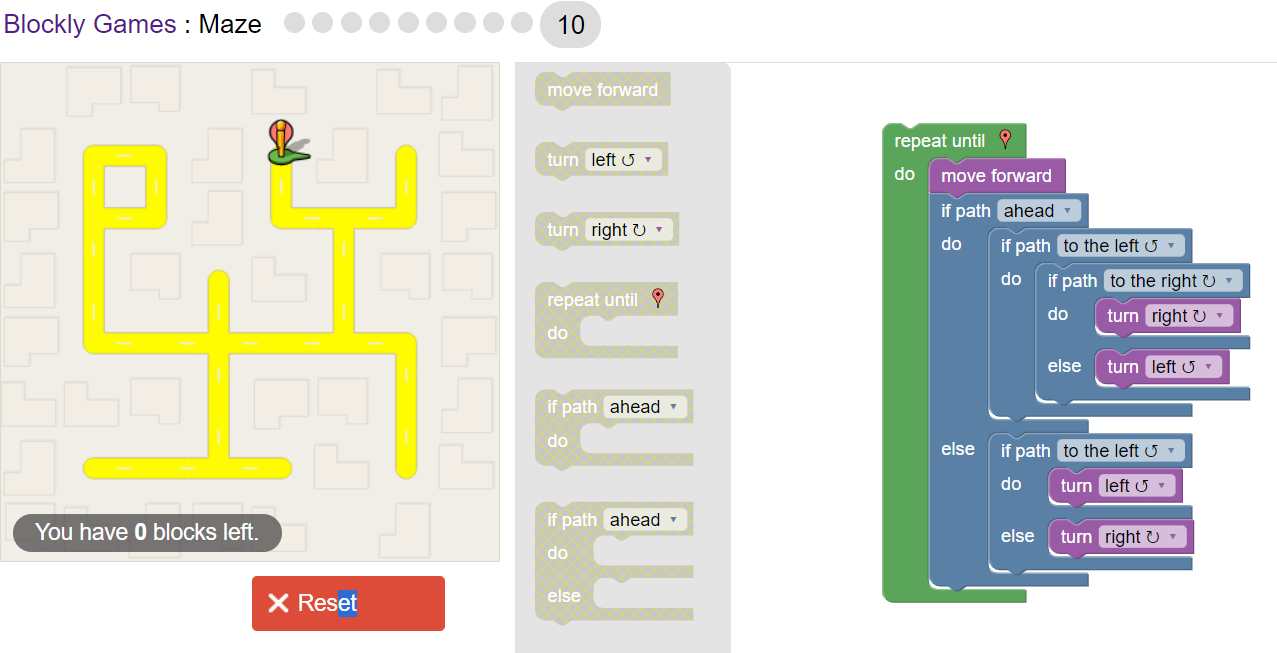 Blockly Games : Maze 10
You have 0 blocks left.
Reset
move forward
turn left ↺ ▾
turn right ↻ ▾
repeat until
do
if path ahead ▾
do
if path ahead ▾
do
else
repeat until
do
move forward
if path ahead ▾
do
if path to the left ↺ ▾
do
if path to the right ↻ ▾
do
turn right ↻ ▾
else
turn left ↺ ▾
else
if path to the left ↺ ▾
do
turn left ↺ ▾
else
turn right ↻ ▾